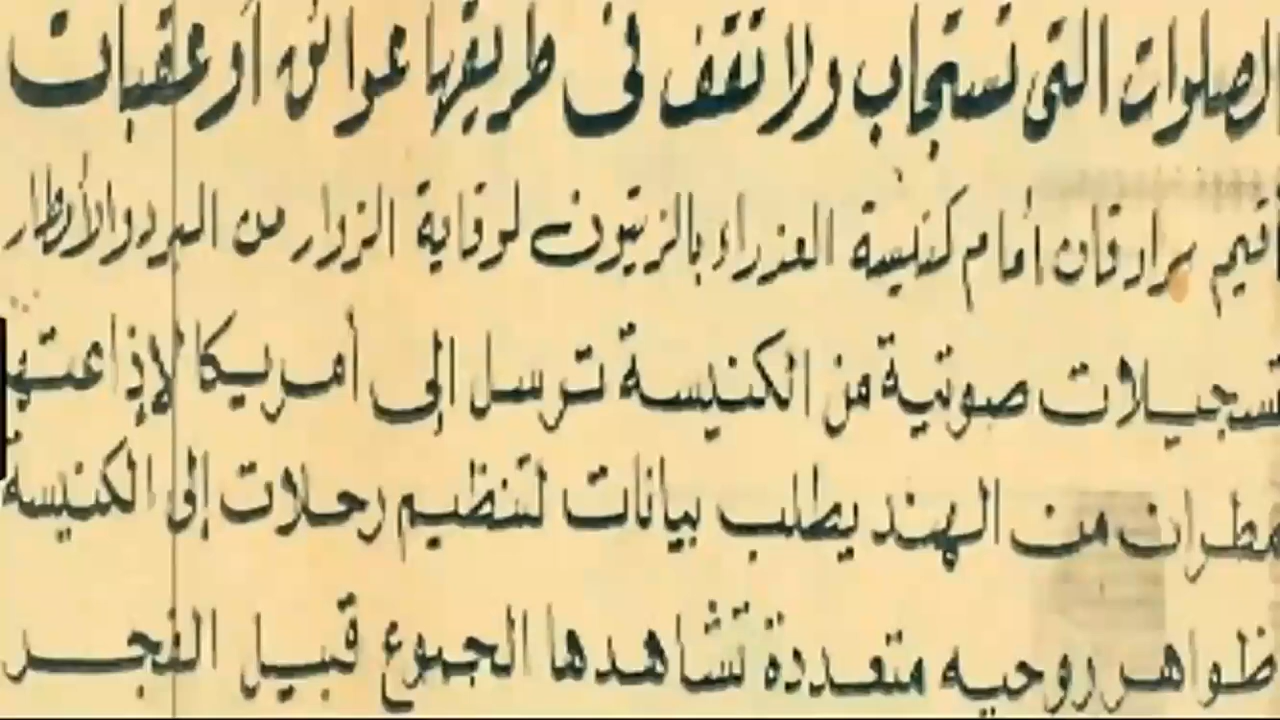 الصلوات التى تستجاب ولا تقف فى طريقها عوائق أو عقبات
اقيم سرادقان أمام كنيسة العذراء بالزيتون لوقاية الزوار من البرد والأمطار
تسجيلات صوتية من الكنيسة ترسل إلى أمريكا لإذاعتها
مطران من الهند يطلب بيانات لتنظيم رحلات إلى الكنيسة
ظواهر روحيه متعددة تشاهدها الجموع قبيل الفجر